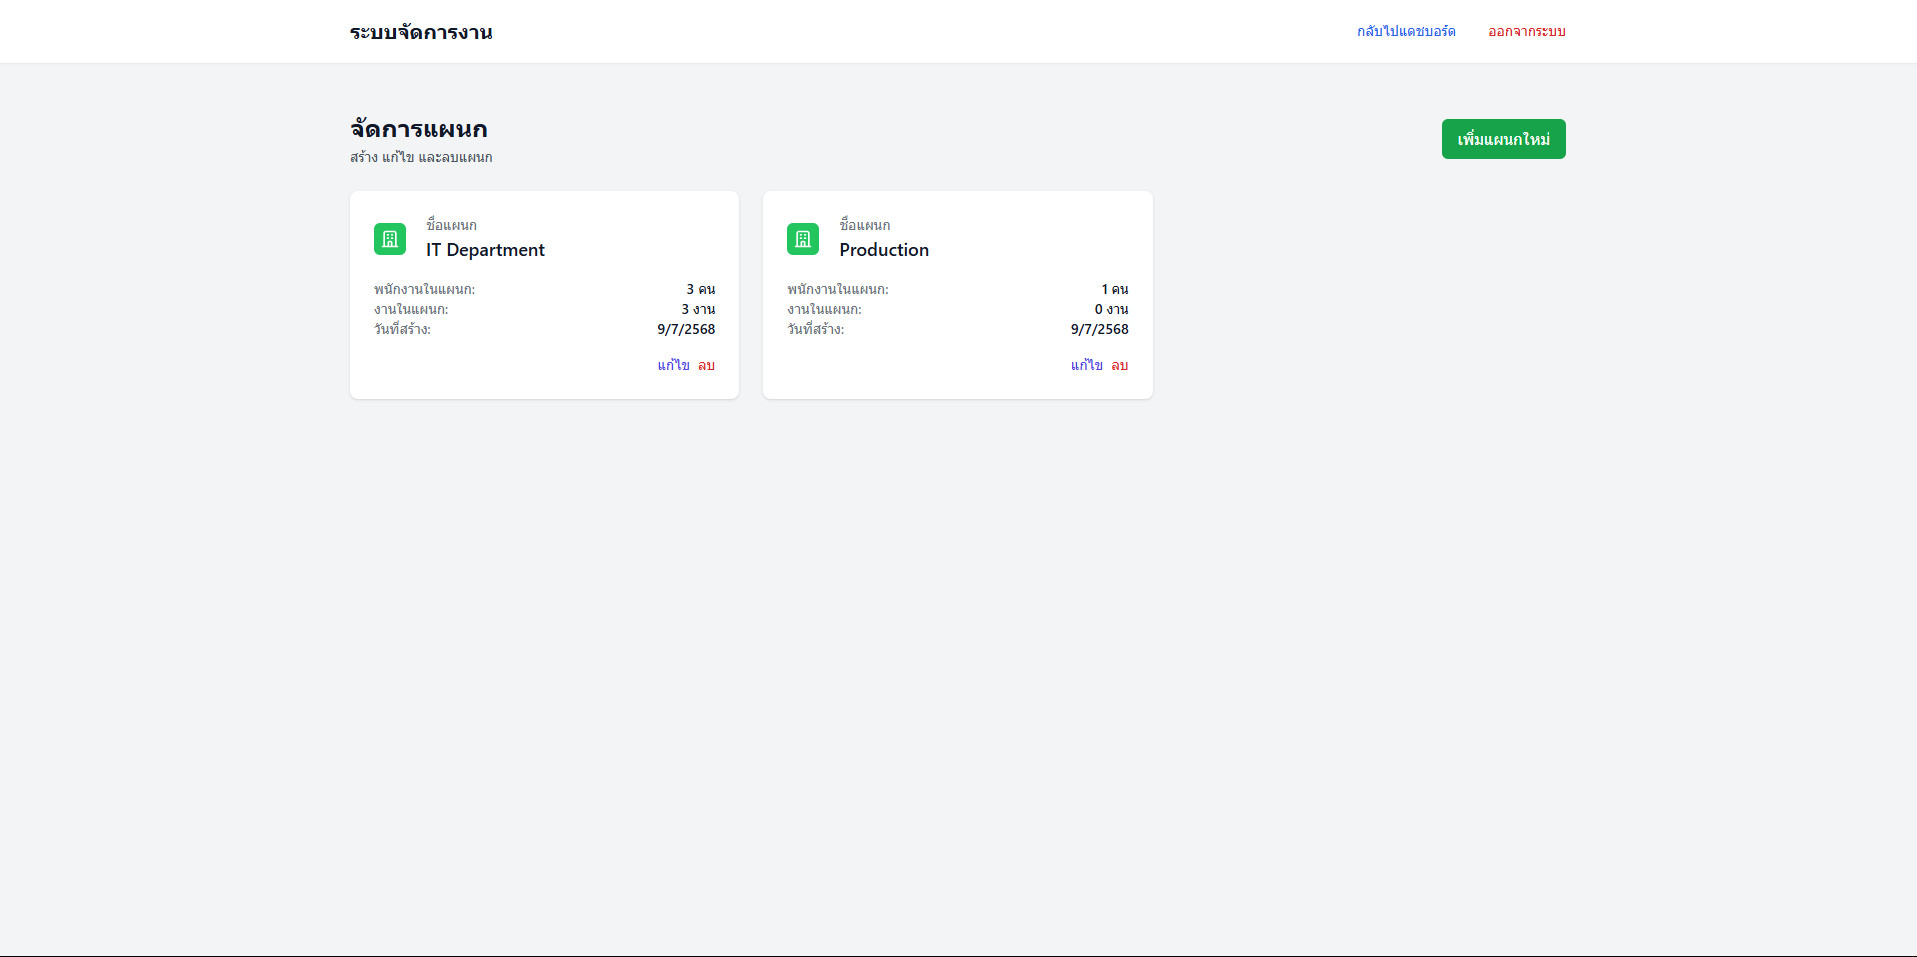 ระบบจัดการงาน
กลับไปแดชบอร์ด ออกจากระบบ
จัดการแผนก
สร้าง แก้ไข และลบแผนก
เพิ่มแผนกใหม่
ชื่อแผนก
IT Department
พนักงานในแผนก: 3 คน
งานในแผนก: 3 งาน
วันที่สร้าง: 9/7/2568
แก้ไข ลบ
ชื่อแผนก
Production
พนักงานในแผนก: 1 คน
งานในแผนก: 0 งาน
วันที่สร้าง: 9/7/2568
แก้ไข ลบ